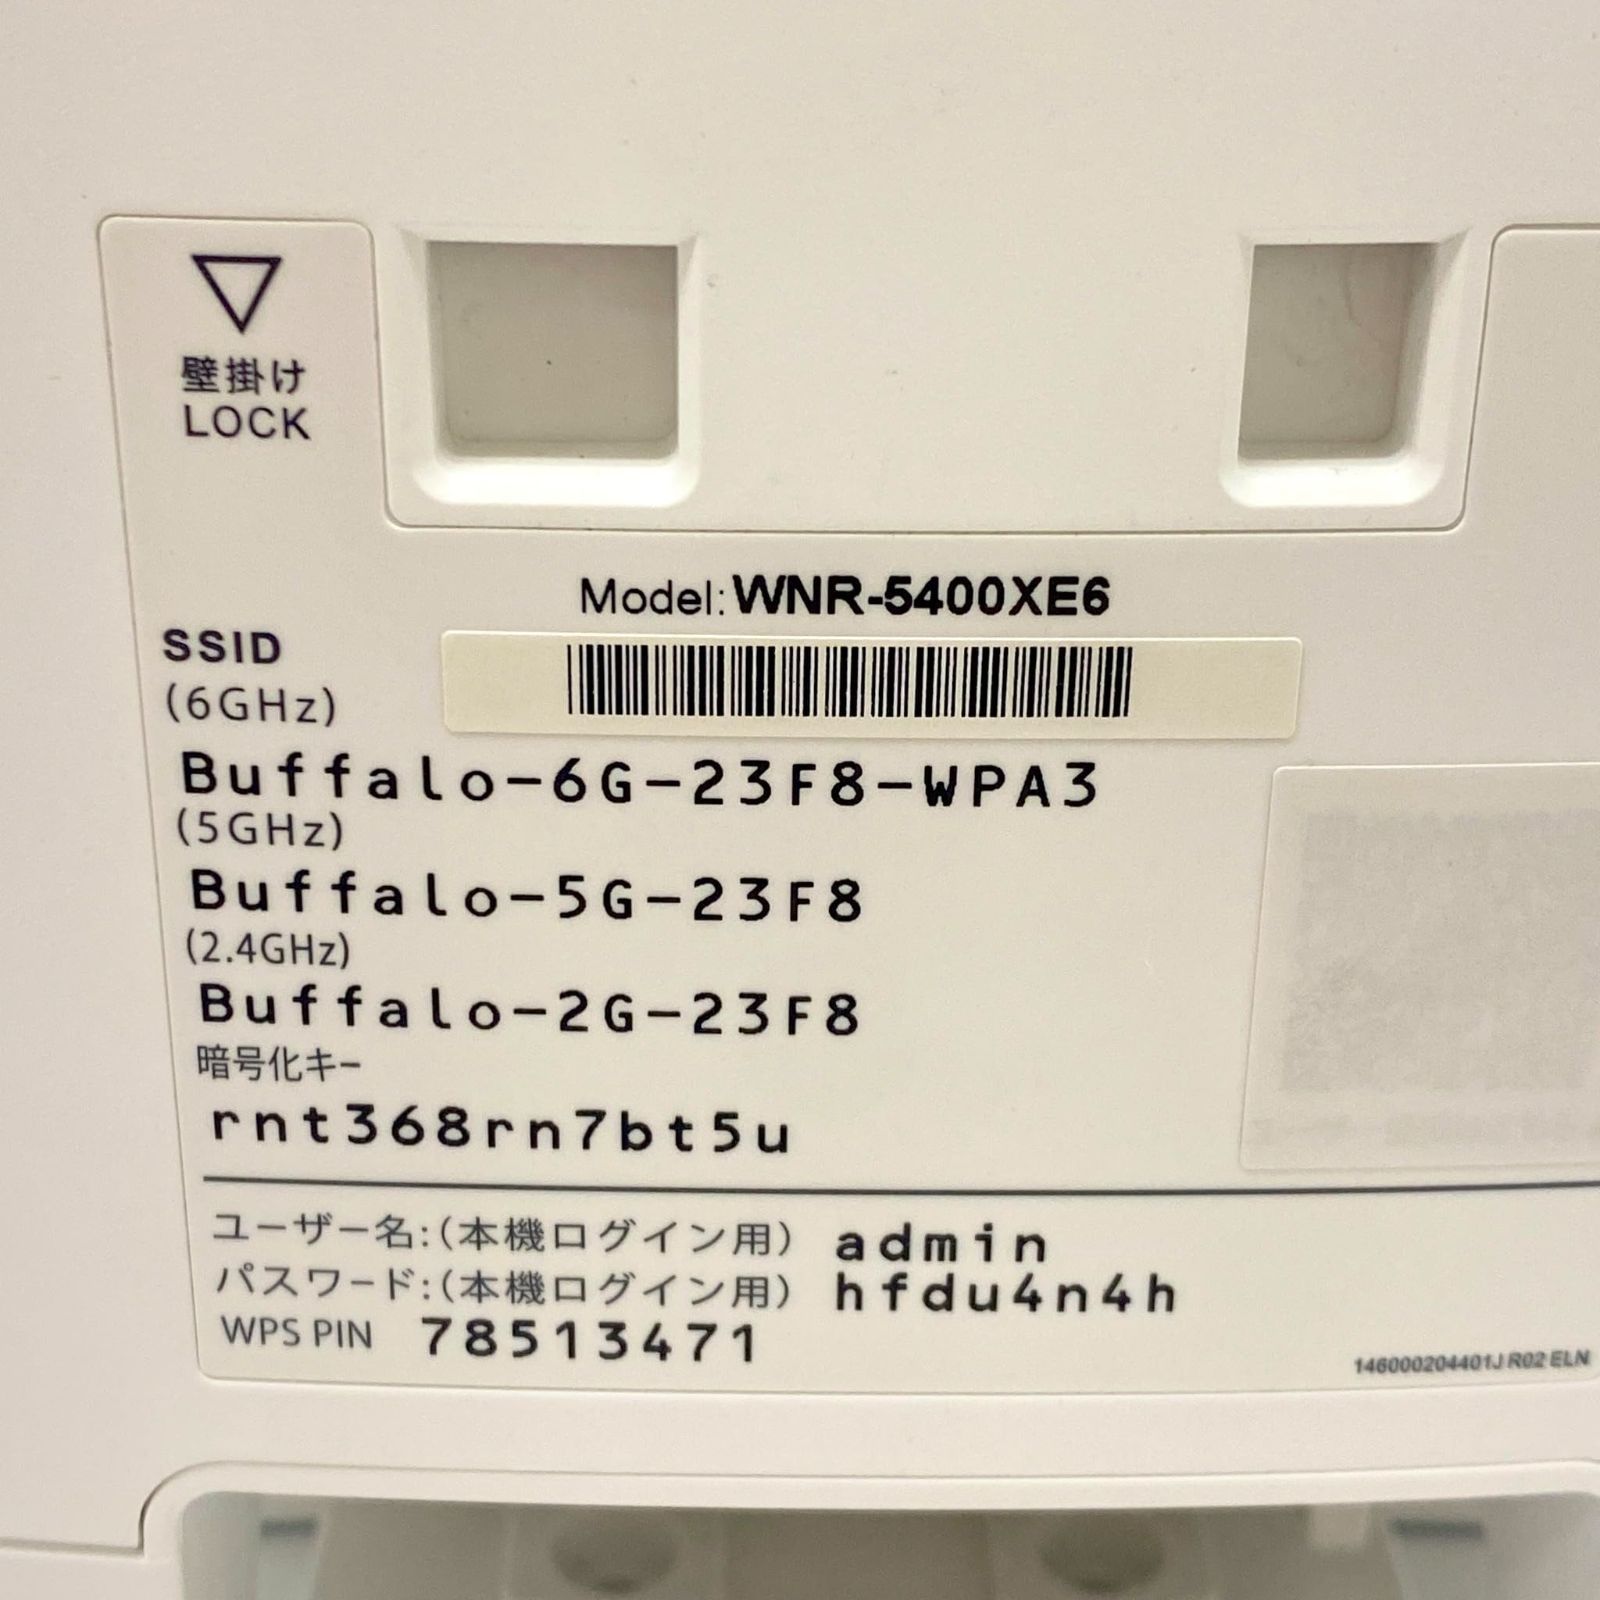 壁掛け
LOCK
Model: WNR-5400XE6
SSID
(6GHz)
Buffalo-6G-23F8-WPA3
(5GHz)
Buffalo-5G-23F8
(2.4GHz)
Buffalo-2G-23F8
暗号化キー
rnt368rn7bt5u
ユーザー名:(本機ログイン用) admin
パスワード:(本機ログイン用) hfdu4n4h
WPS PIN 78513471
146000204401J R02 ELN